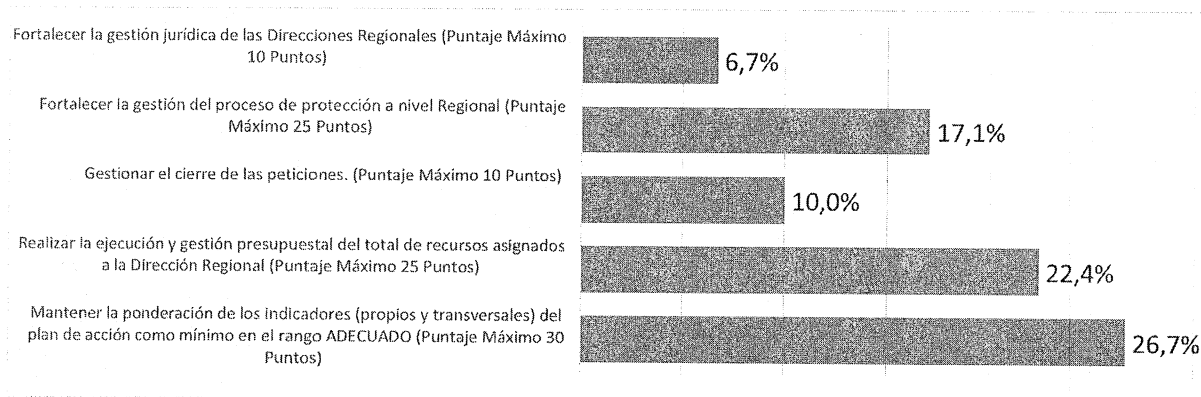 Fortalecer la gestión jurídica de las Direcciones Regionales (Puntaje Máximo
10 Puntos)
6,7%
Fortalecer la gestión del proceso de protección a nivel Regional (Puntaje
Máximo 25 Puntos)
17,1%
Gestionar el cierre de las peticiones. (Puntaje Máximo 10 Puntos)
10,0%
Realizar la ejecución y gestión presupuestal del total de recursos asignados
a la Dirección Regional (Puntaje Máximo 25 Puntos)
22,4%
Mantener la ponderación de los indicadores (propios y transversales) del
plan de acción como mínimo en el rango ADECUADO (Puntaje Máximo 30
Puntos)
26,7%